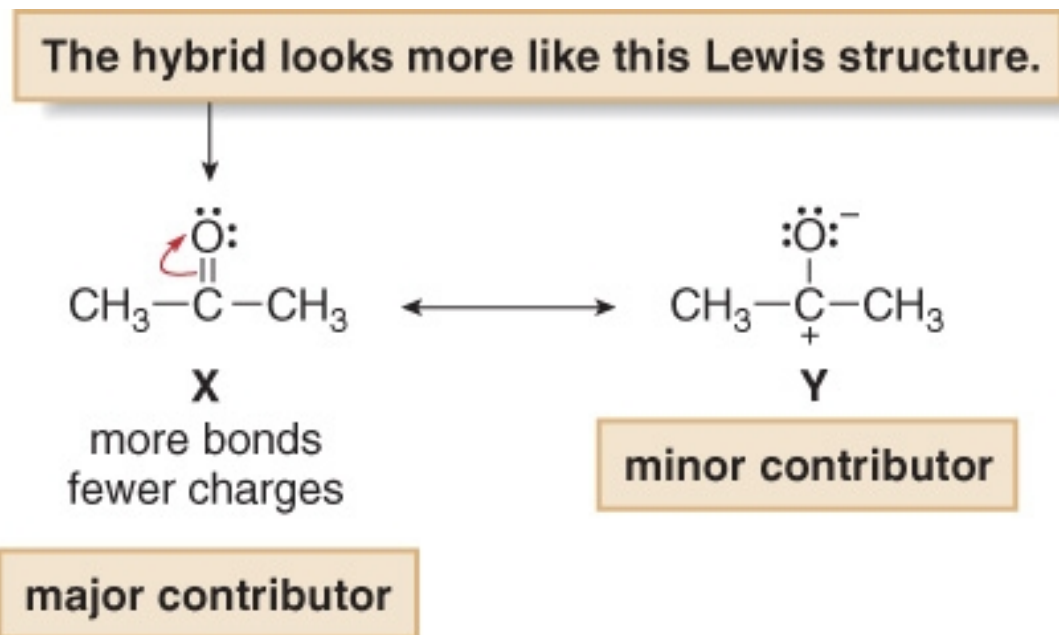 The hybrid looks more like this Lewis structure.
Ö: :Ö:⁻
CH₃–C–CH₃ CH₃–C–CH₃
+
X Y
more bonds
fewer charges
minor contributor
major contributor